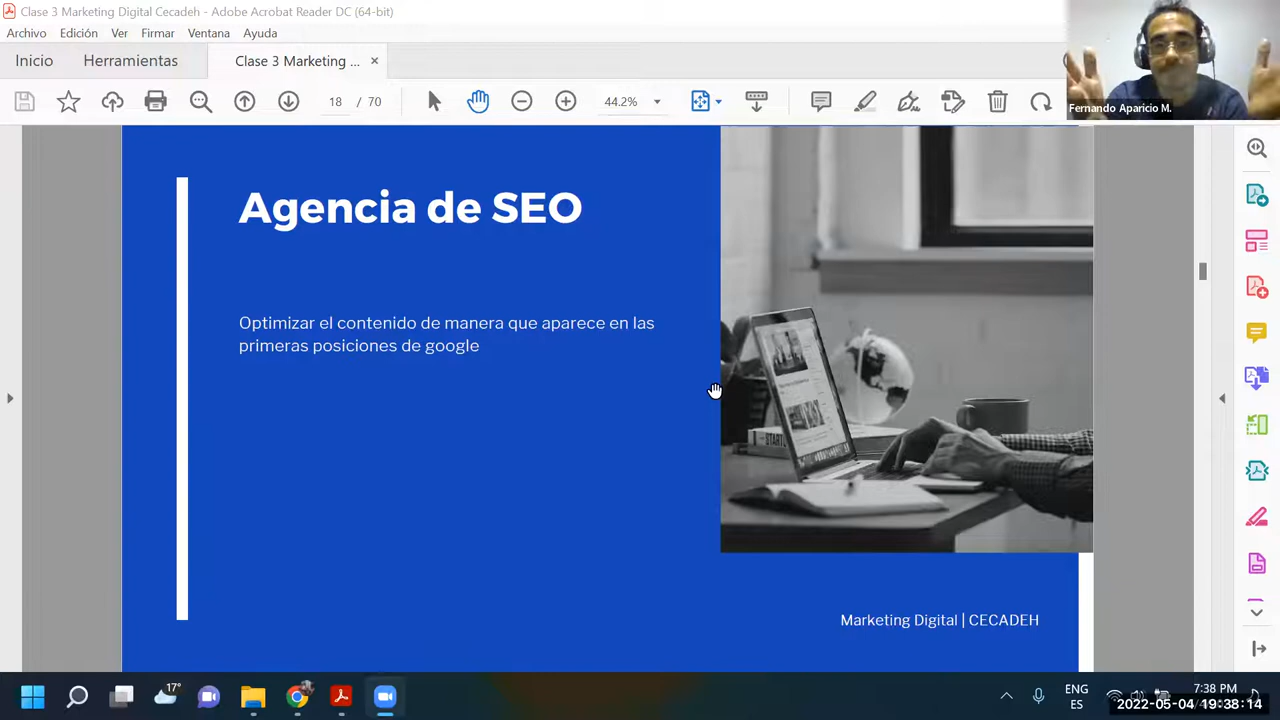 Clase 3 Marketing Digital Cecadeh - Adobe Acrobat Reader DC (64-bit)
Archivo Edición Ver Firmar Ventana Ayuda
Inicio Herramientas Clase 3 Marketing ... ×
18 / 70 44.2%
Fernando Aparicio M.
Agencia de SEO
Optimizar el contenido de manera que aparece en las
primeras posiciones de google
START
Marketing Digital | CECADEH
17°
ENG
ES
7:38 PM
2022-05-04 19:38:14